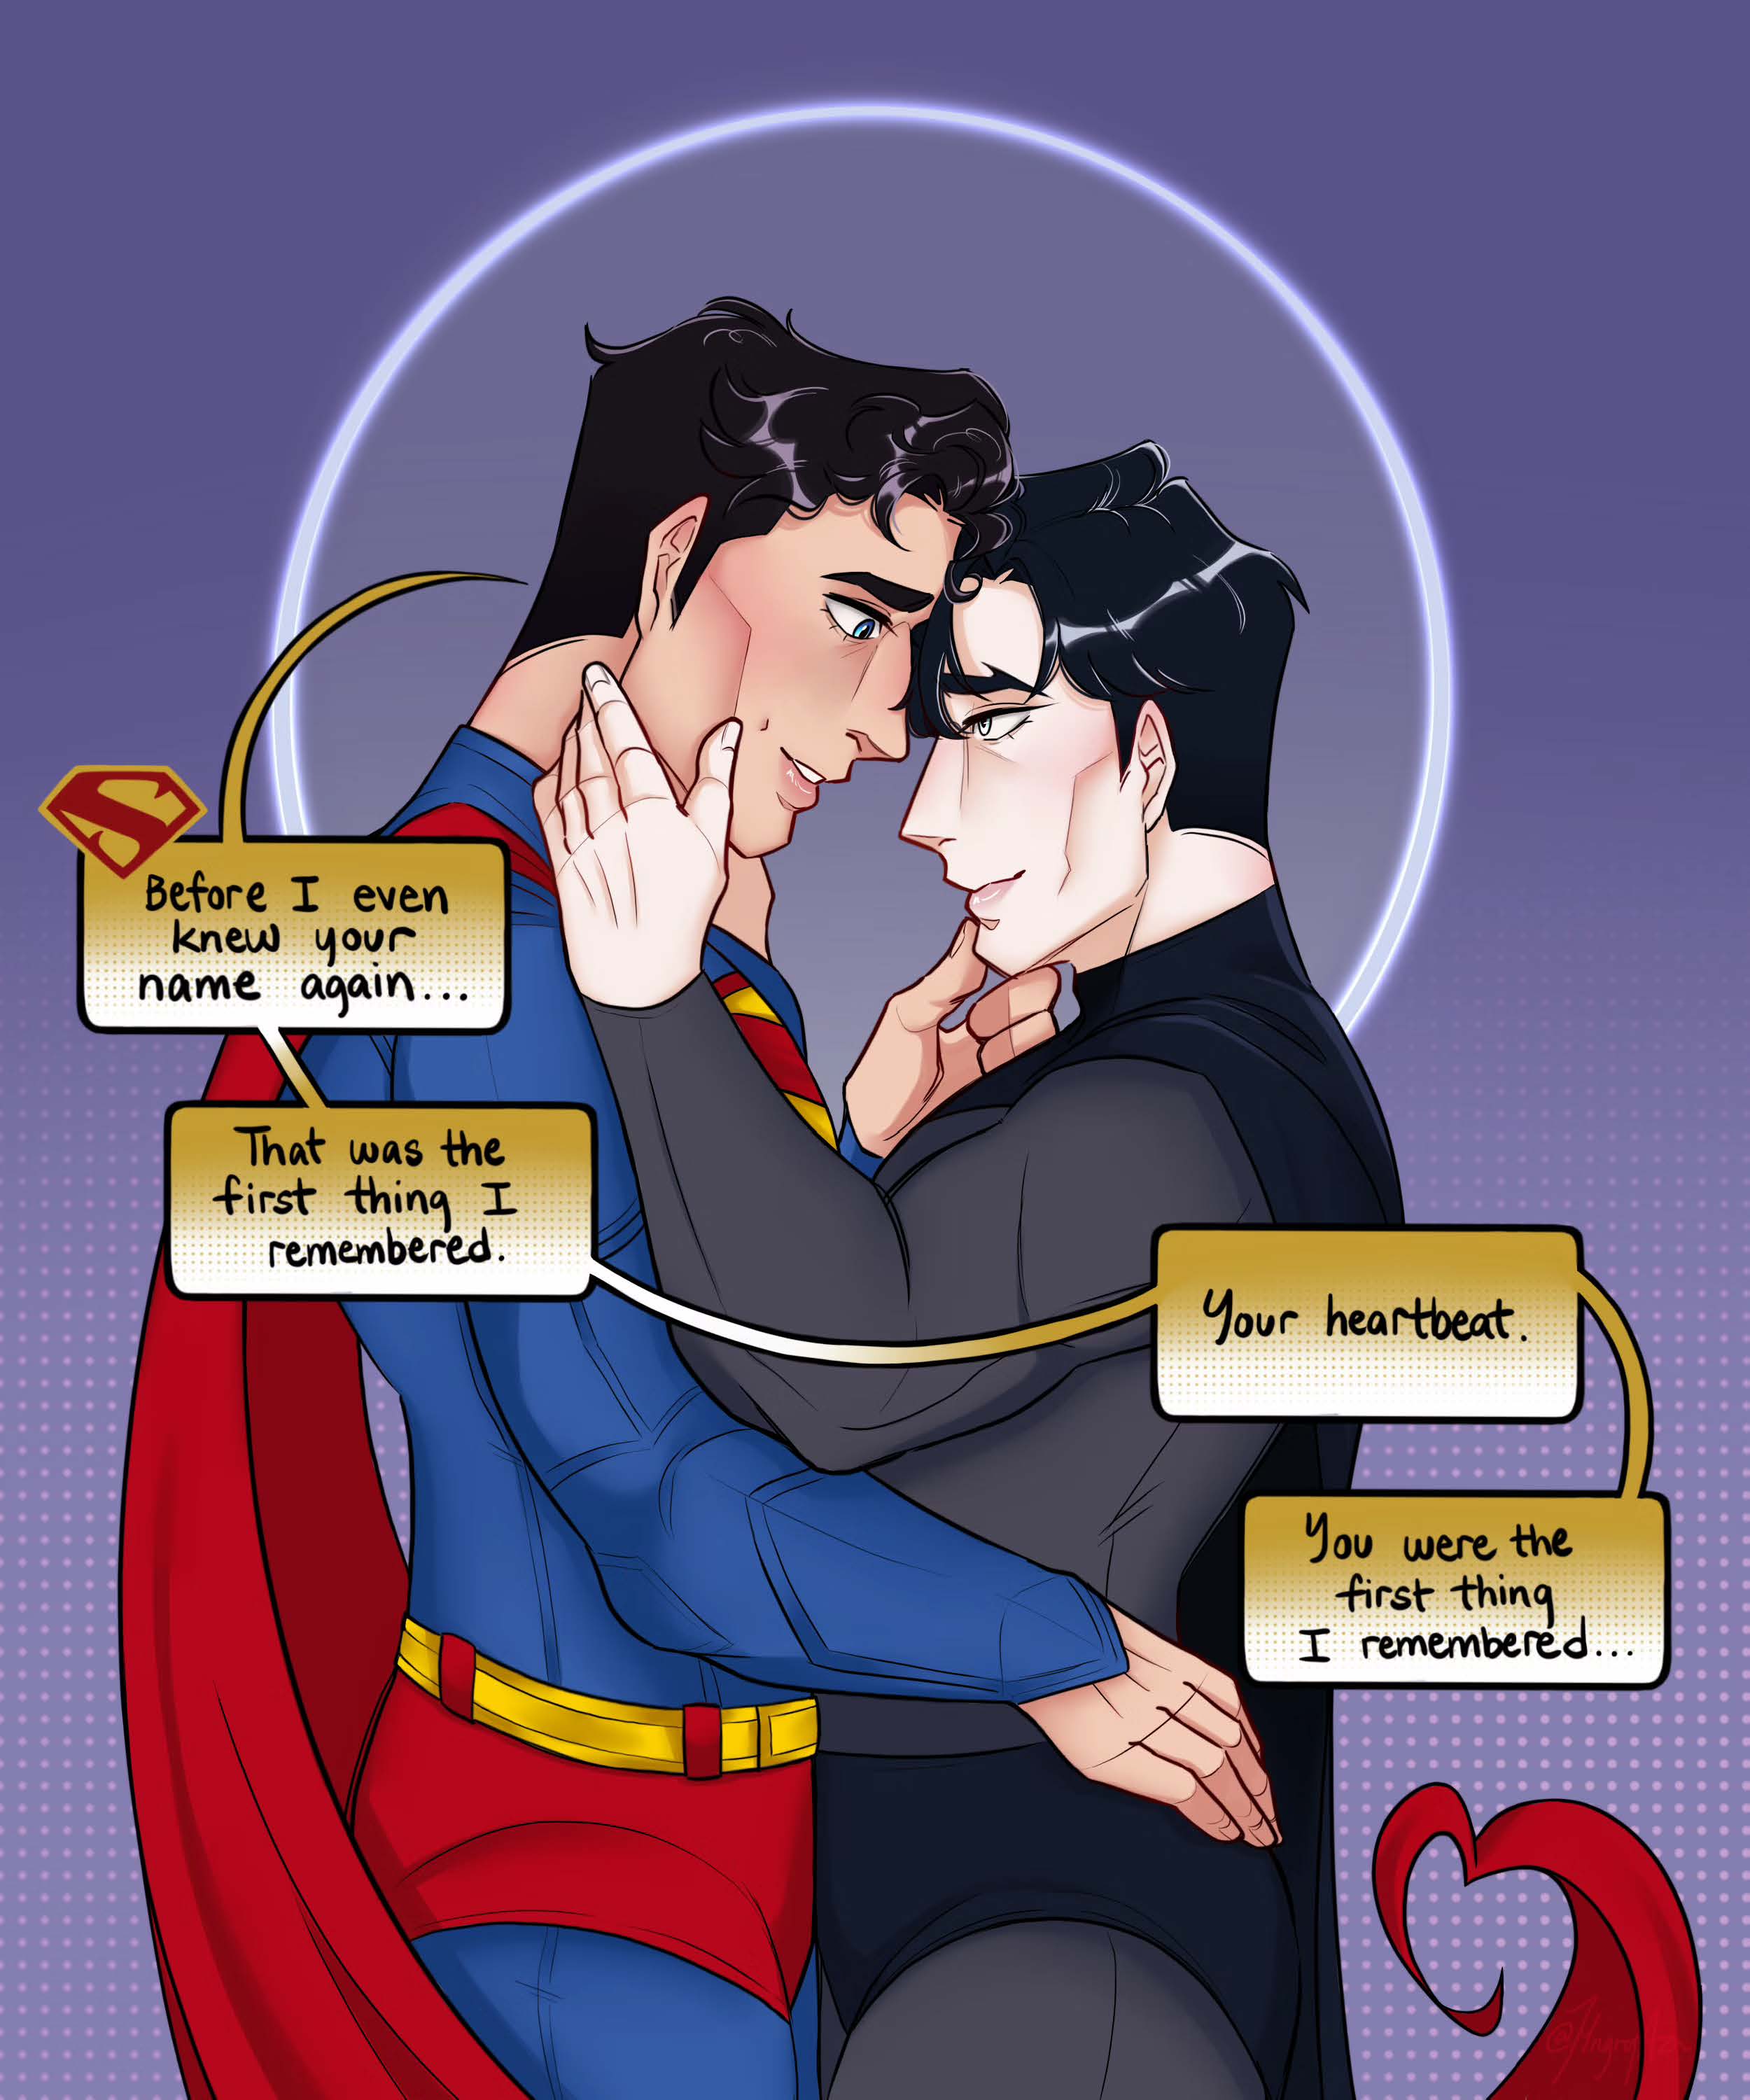 S
Before I even
knew your
name again...
That was the
first thing I
remembered.
Your heartbeat.
You were the
first thing
I remembered...